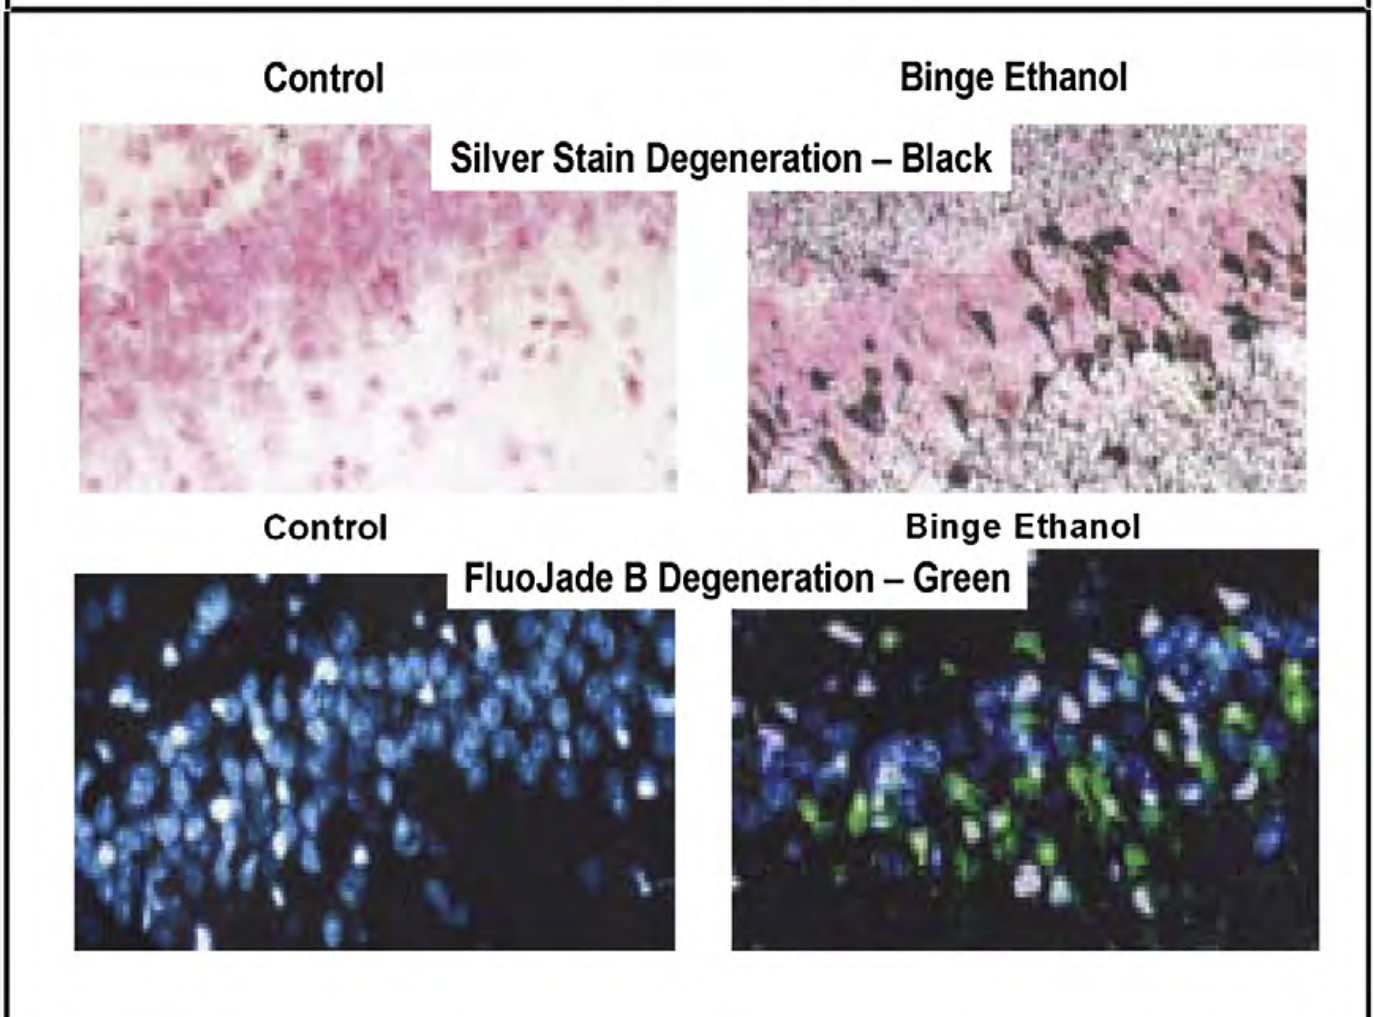 Control
Binge Ethanol
Silver Stain Degeneration – Black
Control
Binge Ethanol
FluoJade B Degeneration – Green